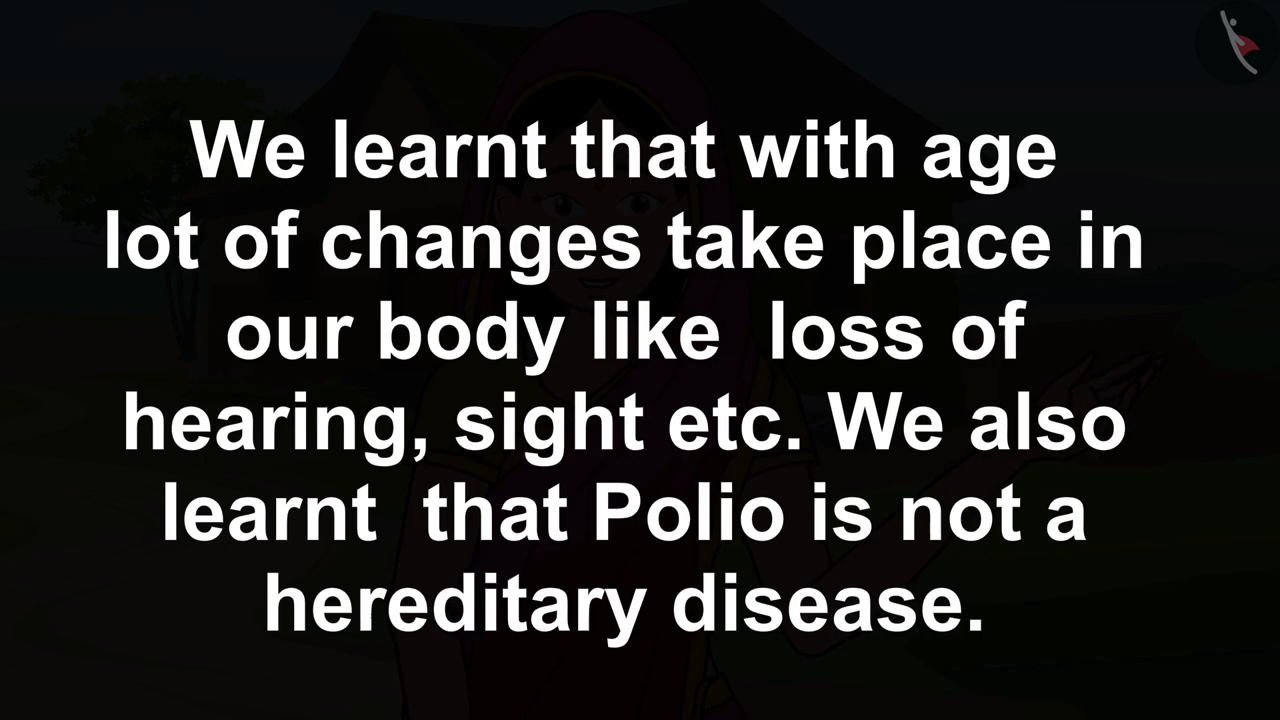 We learnt that with age
lot of changes take place in
our body like  loss of
hearing, sight etc. We also
learnt  that Polio is not a
hereditary disease.